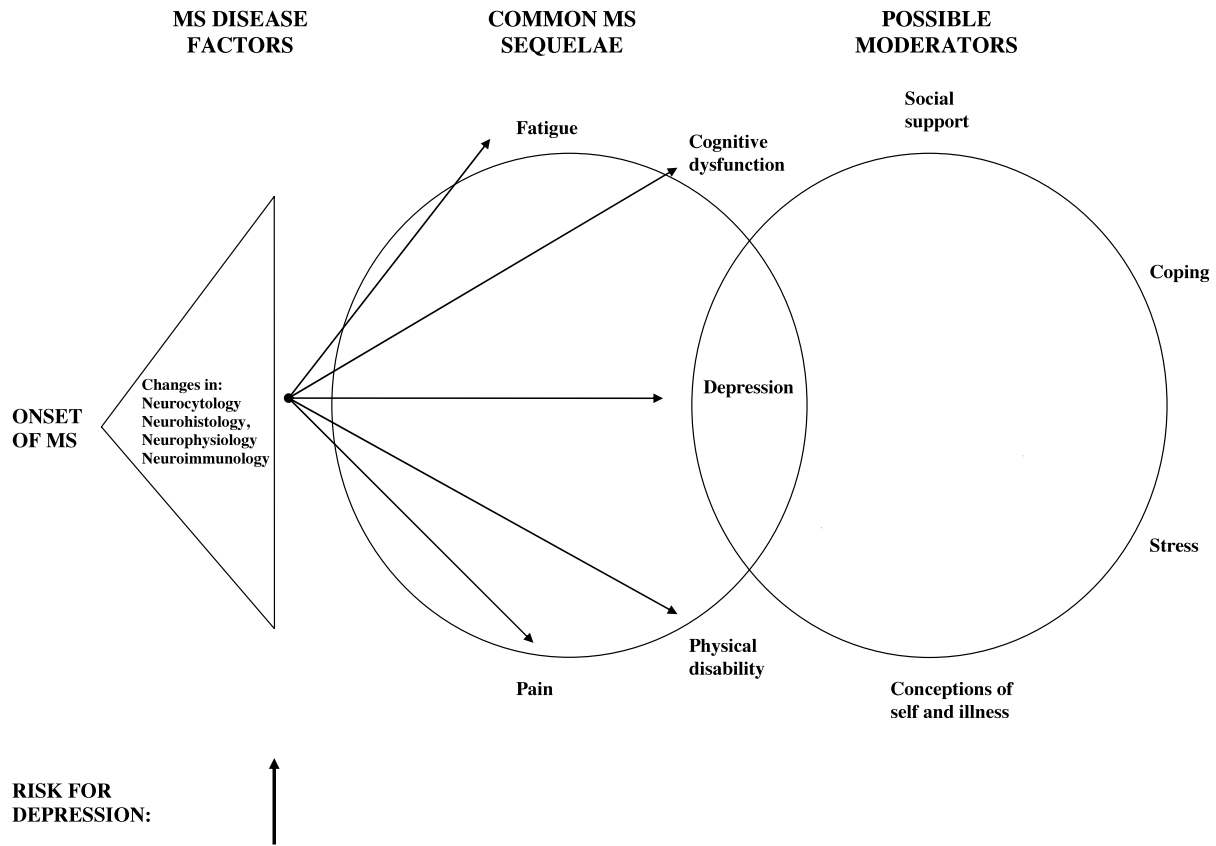 MS DISEASE
FACTORS
COMMON MS
SEQUELAE
POSSIBLE
MODERATORS
Social
support
Fatigue
Cognitive
dysfunction
Coping
Changes in:
Neurocytology
Neurohistology,
Neurophysiology
Neuroimmunology
ONSET
OF MS
Depression
Stress
Physical
disability
Pain
Conceptions of
self and illness
RISK FOR
DEPRESSION: